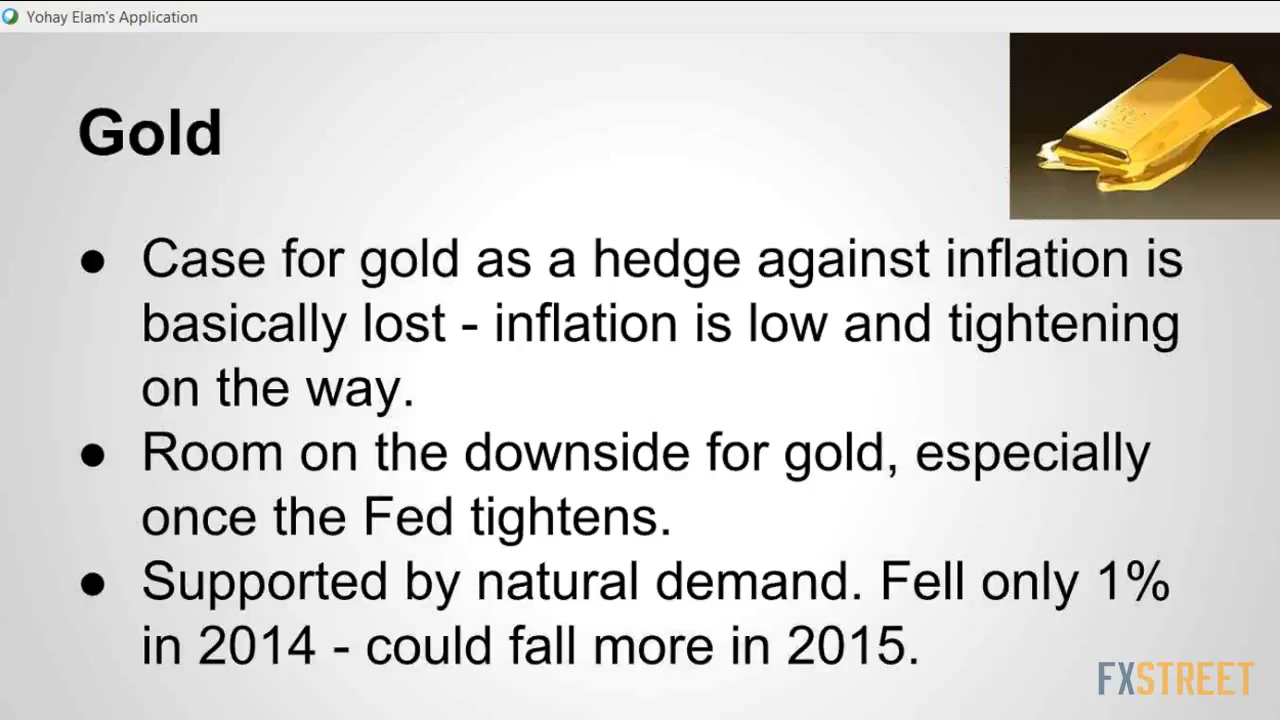 Yohay Elam's Application
Gold
● Case for gold as a hedge against inflation is
basically lost - inflation is low and tightening
on the way.
● Room on the downside for gold, especially
once the Fed tightens.
● Supported by natural demand. Fell only 1%
in 2014 - could fall more in 2015.
FXSTREET